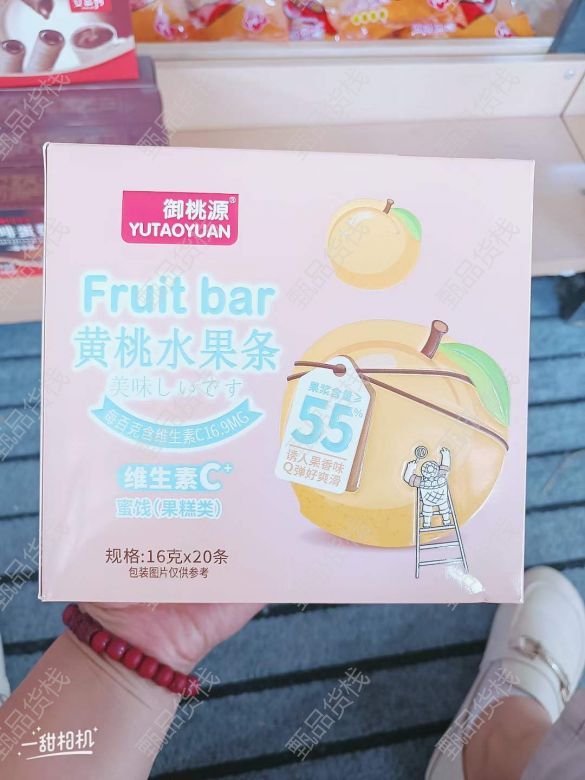 御桃源®
YUTAOYUAN
Fruit bar
黄桃水果条
美味しいです
每百克含维生素C16.9MG
维生素C+
蜜饯(果糕类)
规格:16克x20条
包装图片仅供参考
果浆含量≥
55%
诱人果香味
Q弹好爽滑
一甜相机
甄品货栈